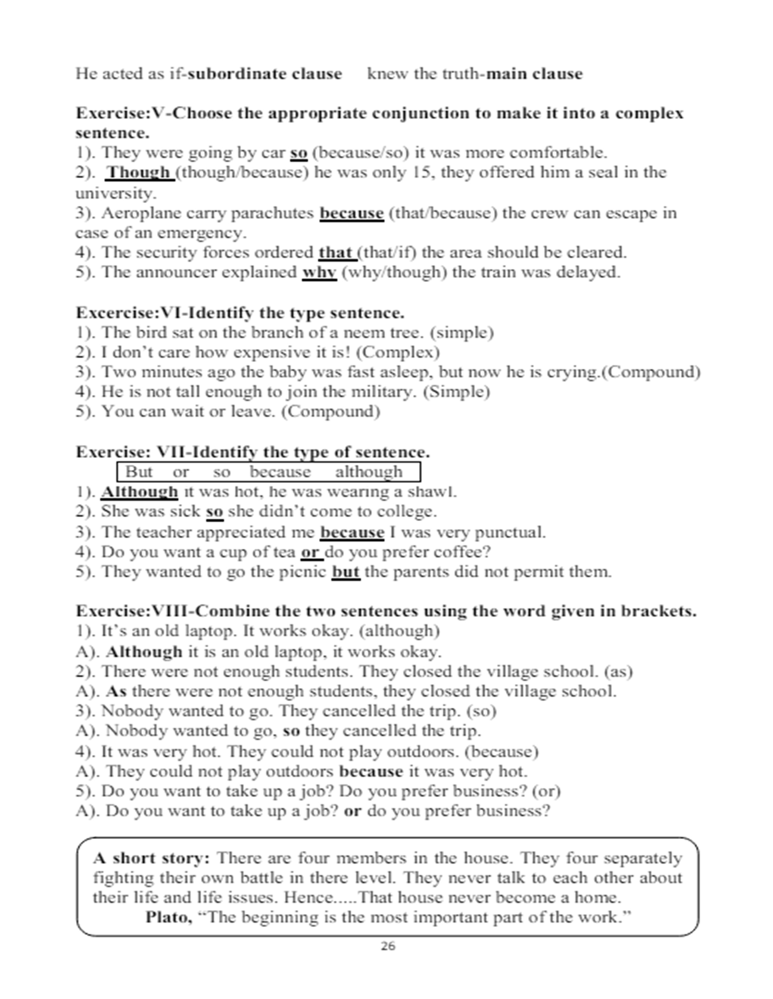 He acted as if-subordinate clause knew the truth-main clause
Exercise:V-Choose the appropriate conjunction to make it into a complex
sentence.
1). They were going by car so (because/so) it was more comfortable.
2). Though (though/because) he was only 15, they offered him a seal in the
university.
3). Aeroplane carry parachutes because (that/because) the crew can escape in
case of an emergency.
4). The security forces ordered that (that/if) the area should be cleared.
5). The announcer explained why (why/though) the train was delayed.
Excercise:VI-Identify the type sentence.
1). The bird sat on the branch of a neem tree. (simple)
2). I don’t care how expensive it is! (Complex)
3). Two minutes ago the baby was fast asleep, but now he is crying.(Compound)
4). He is not tall enough to join the military. (Simple)
5). You can wait or leave. (Compound)
Exercise: VII-Identify the type of sentence.
But or so because although
1). Although it was hot, he was wearing a shawl.
2). She was sick so she didn’t come to college.
3). The teacher appreciated me because I was very punctual.
4). Do you want a cup of tea or do you prefer coffee?
5). They wanted to go the picnic but the parents did not permit them.
Exercise:VIII-Combine the two sentences using the word given in brackets.
1). It’s an old laptop. It works okay. (although)
A). Although it is an old laptop, it works okay.
2). There were not enough students. They closed the village school. (as)
A). As there were not enough students, they closed the village school.
3). Nobody wanted to go. They cancelled the trip. (so)
A). Nobody wanted to go, so they cancelled the trip.
4). It was very hot. They could not play outdoors. (because)
A). They could not play outdoors because it was very hot.
5). Do you want to take up a job? Do you prefer business? (or)
A). Do you want to take up a job? or do you prefer business?
A short story: There are four members in the house. They four separately
fighting their own battle in there level. They never talk to each other about
their life and life issues. Hence.....That house never become a home.
Plato, “The beginning is the most important part of the work.”
26